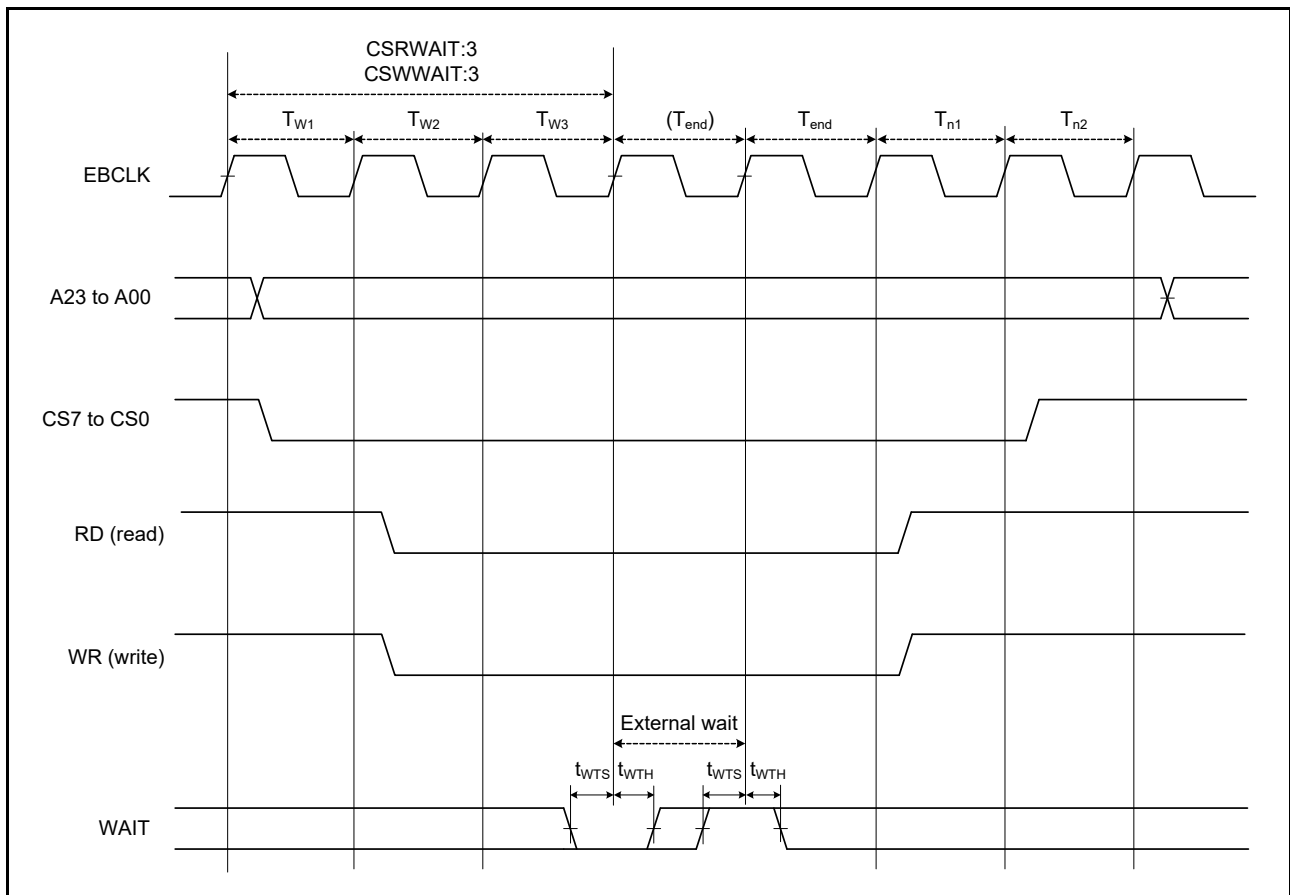 CSRWAIT:3
CSWWAIT:3
TW1 TW2 TW3 (Tend) Tend Tn1 Tn2
EBCLK
A23 to A00
CS7 to CS0
RD (read)
WR (write)
External wait
tWTS tWTH tWTS tWTH
WAIT